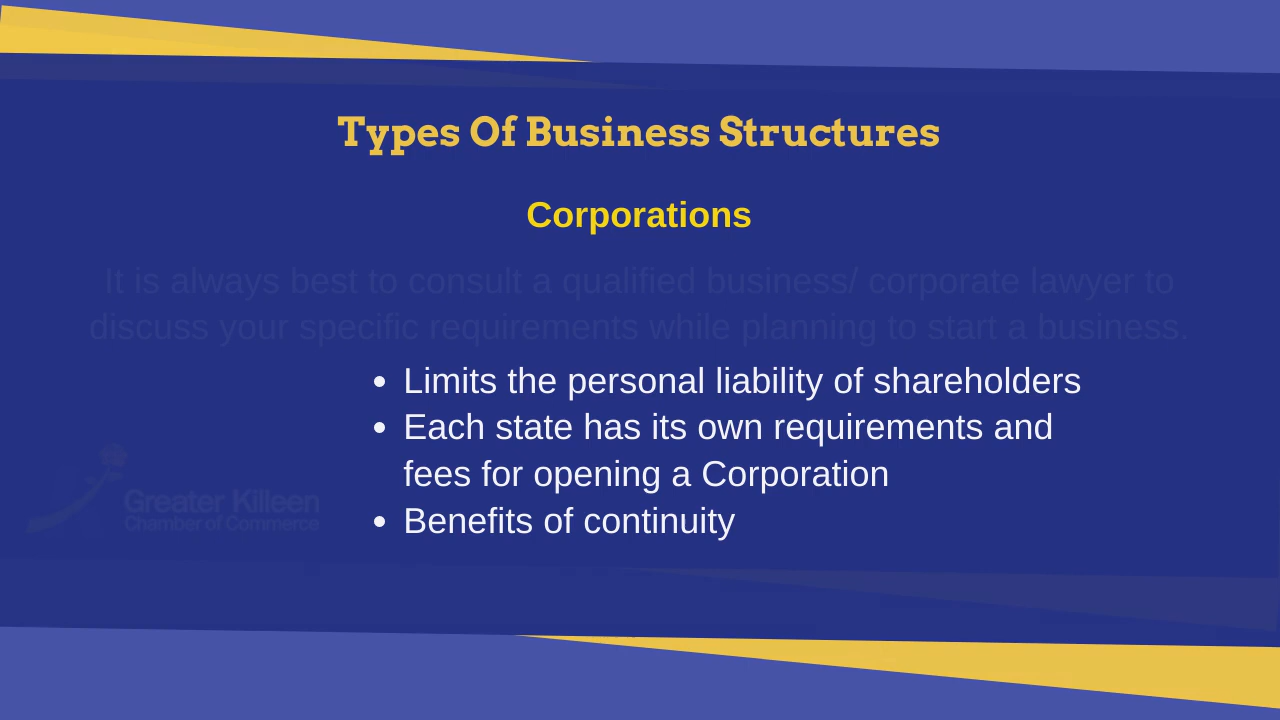 Types Of Business Structures
Corporations
It is always best to consult a qualified business/ corporate lawyer to
discuss your specific requirements while planning to start a business.
• Limits the personal liability of shareholders
• Each state has its own requirements and
fees for opening a Corporation
• Benefits of continuity
Greater Killeen
Chamber of Commerce